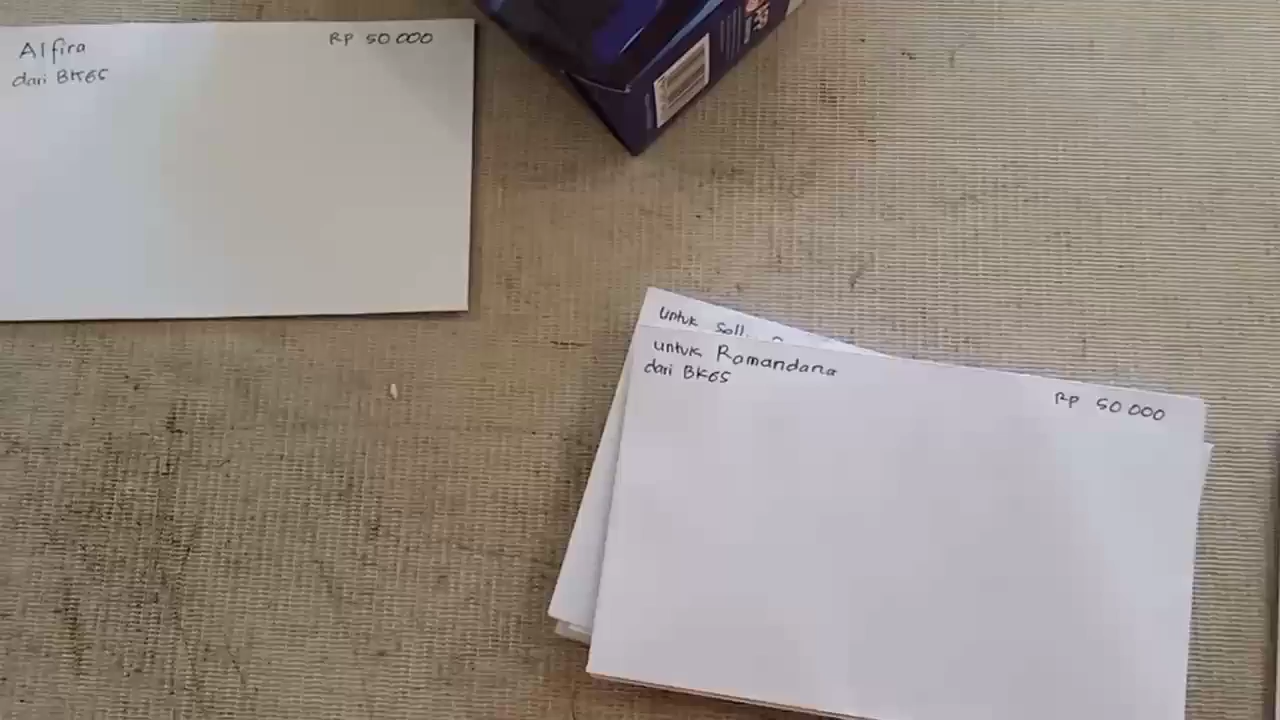 Alfira
RP 50 000
dari BK65
untuk
untuk Romandana
dari BK65
RP 50 000